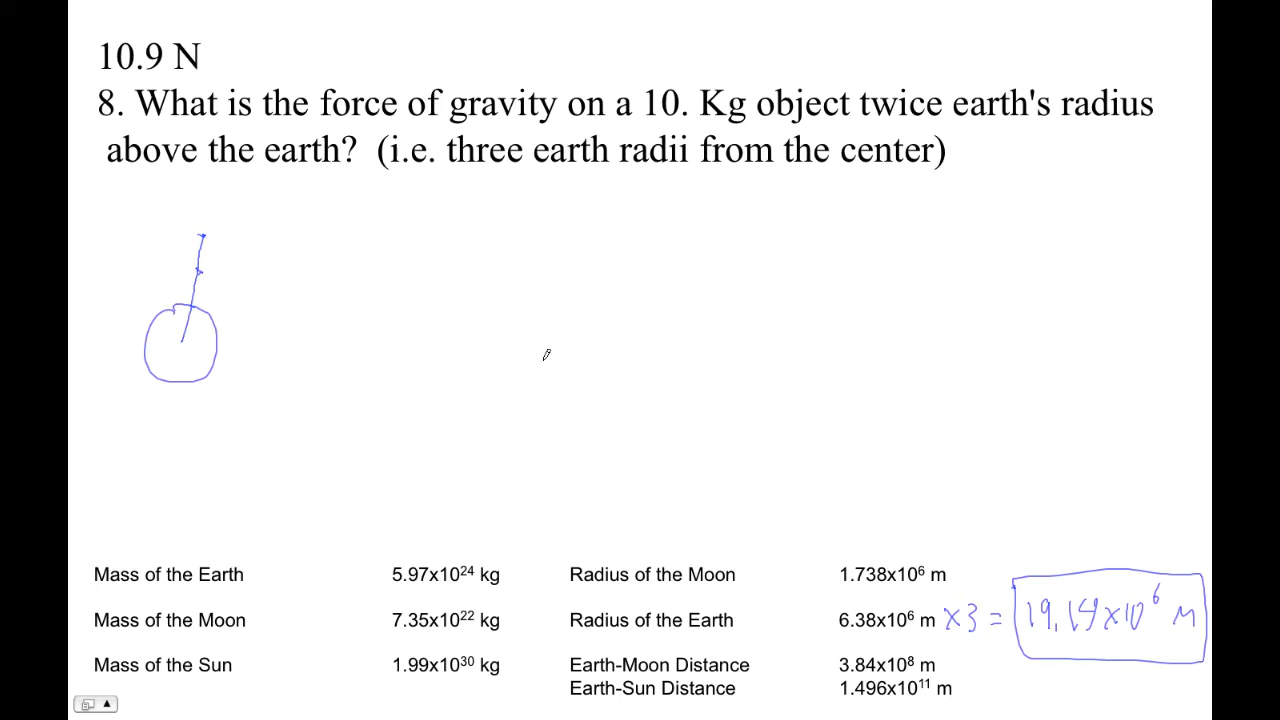 10.9 N
8. What is the force of gravity on a 10. Kg object twice earth's radius
above the earth?  (i.e. three earth radii from the center)
Mass of the Earth 5.97x10²⁴ kg Radius of the Moon 1.738x10⁶ m
Mass of the Moon 7.35x10²² kg Radius of the Earth 6.38x10⁶ m x3 = 19.14x10⁶ m
Mass of the Sun 1.99x10³⁰ kg Earth-Moon Distance 3.84x10⁸ m
Earth-Sun Distance 1.496x10¹¹ m